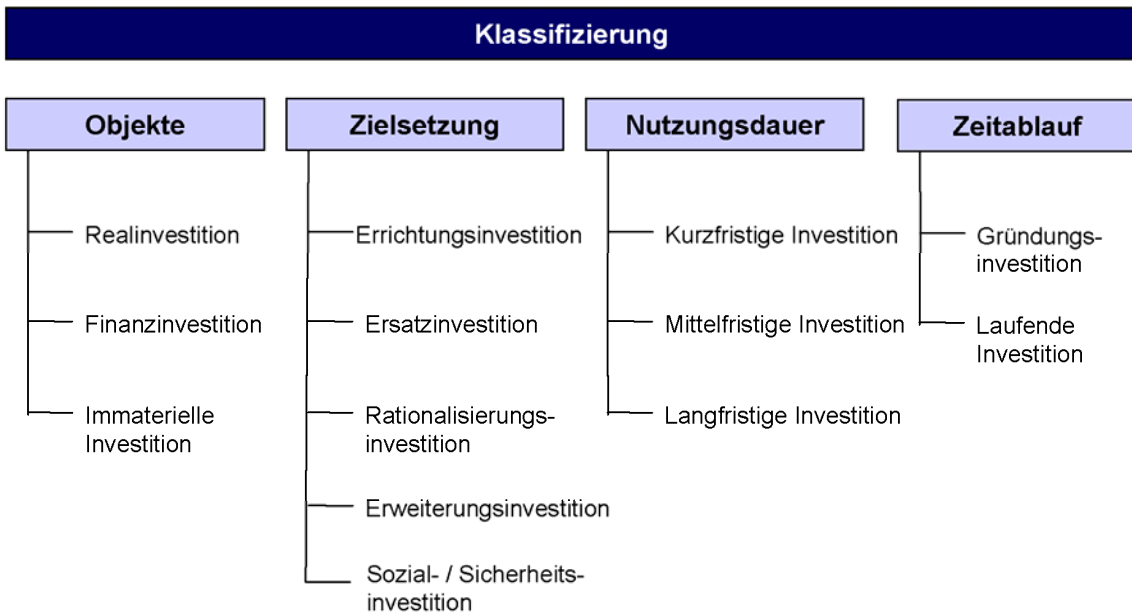 Klassifizierung
Objekte
Realinvestition
Finanzinvestition
Immaterielle
Investition
Zielsetzung
Errichtungsinvestition
Ersatzinvestition
Rationalisierungs-
investition
Erweiterungsinvestition
Sozial- / Sicherheits-
investition
Nutzungsdauer
Kurzfristige Investition
Mittelfristige Investition
Langfristige Investition
Zeitablauf
Gründungs-
investition
Laufende
Investition